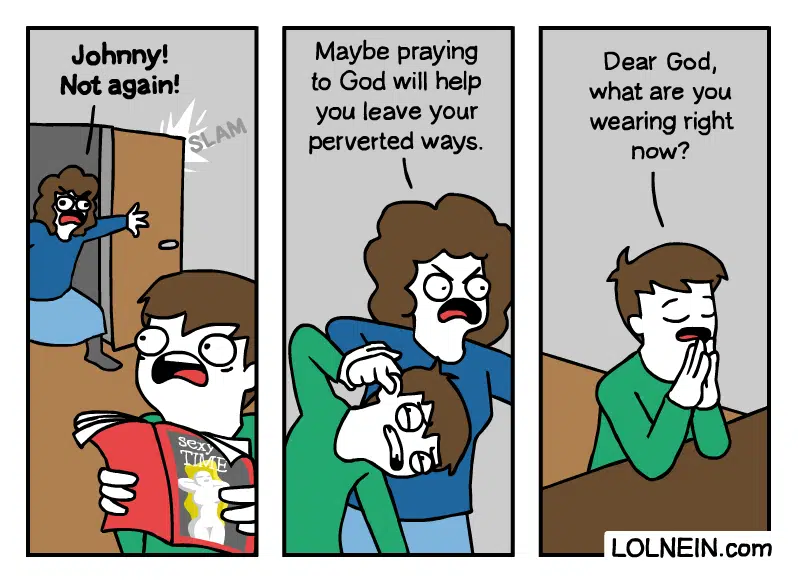 Johnny!
Not again!
SLAM
sexy
TIME
Maybe praying
to God will help
you leave your
perverted ways.
Dear God,
what are you
wearing right
now?
LOLNEIN.com